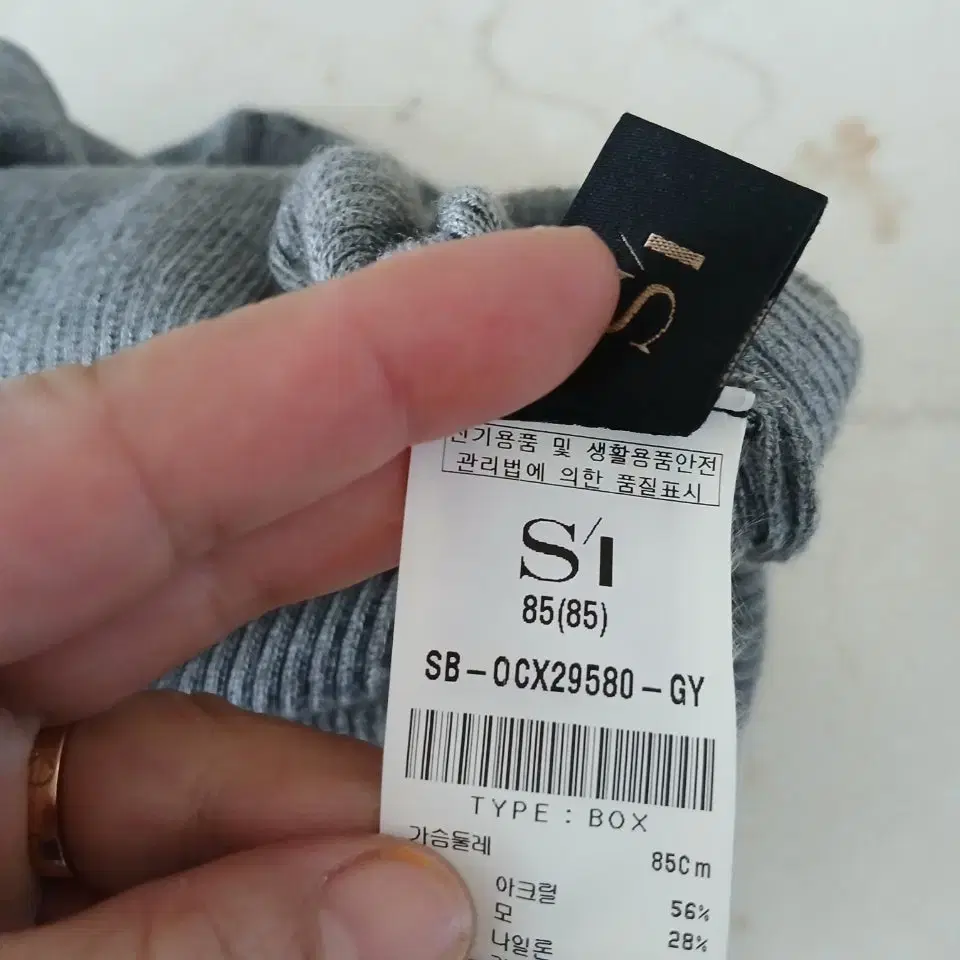 S/I
전기용품 및 생활용품안전
관리법에 의한 품질표시
S/I
85(85)
SB-OCX29580-GY
TYPE : BOX
가슴둘레 85Cm
아크릴 56%
모 28%
나일론